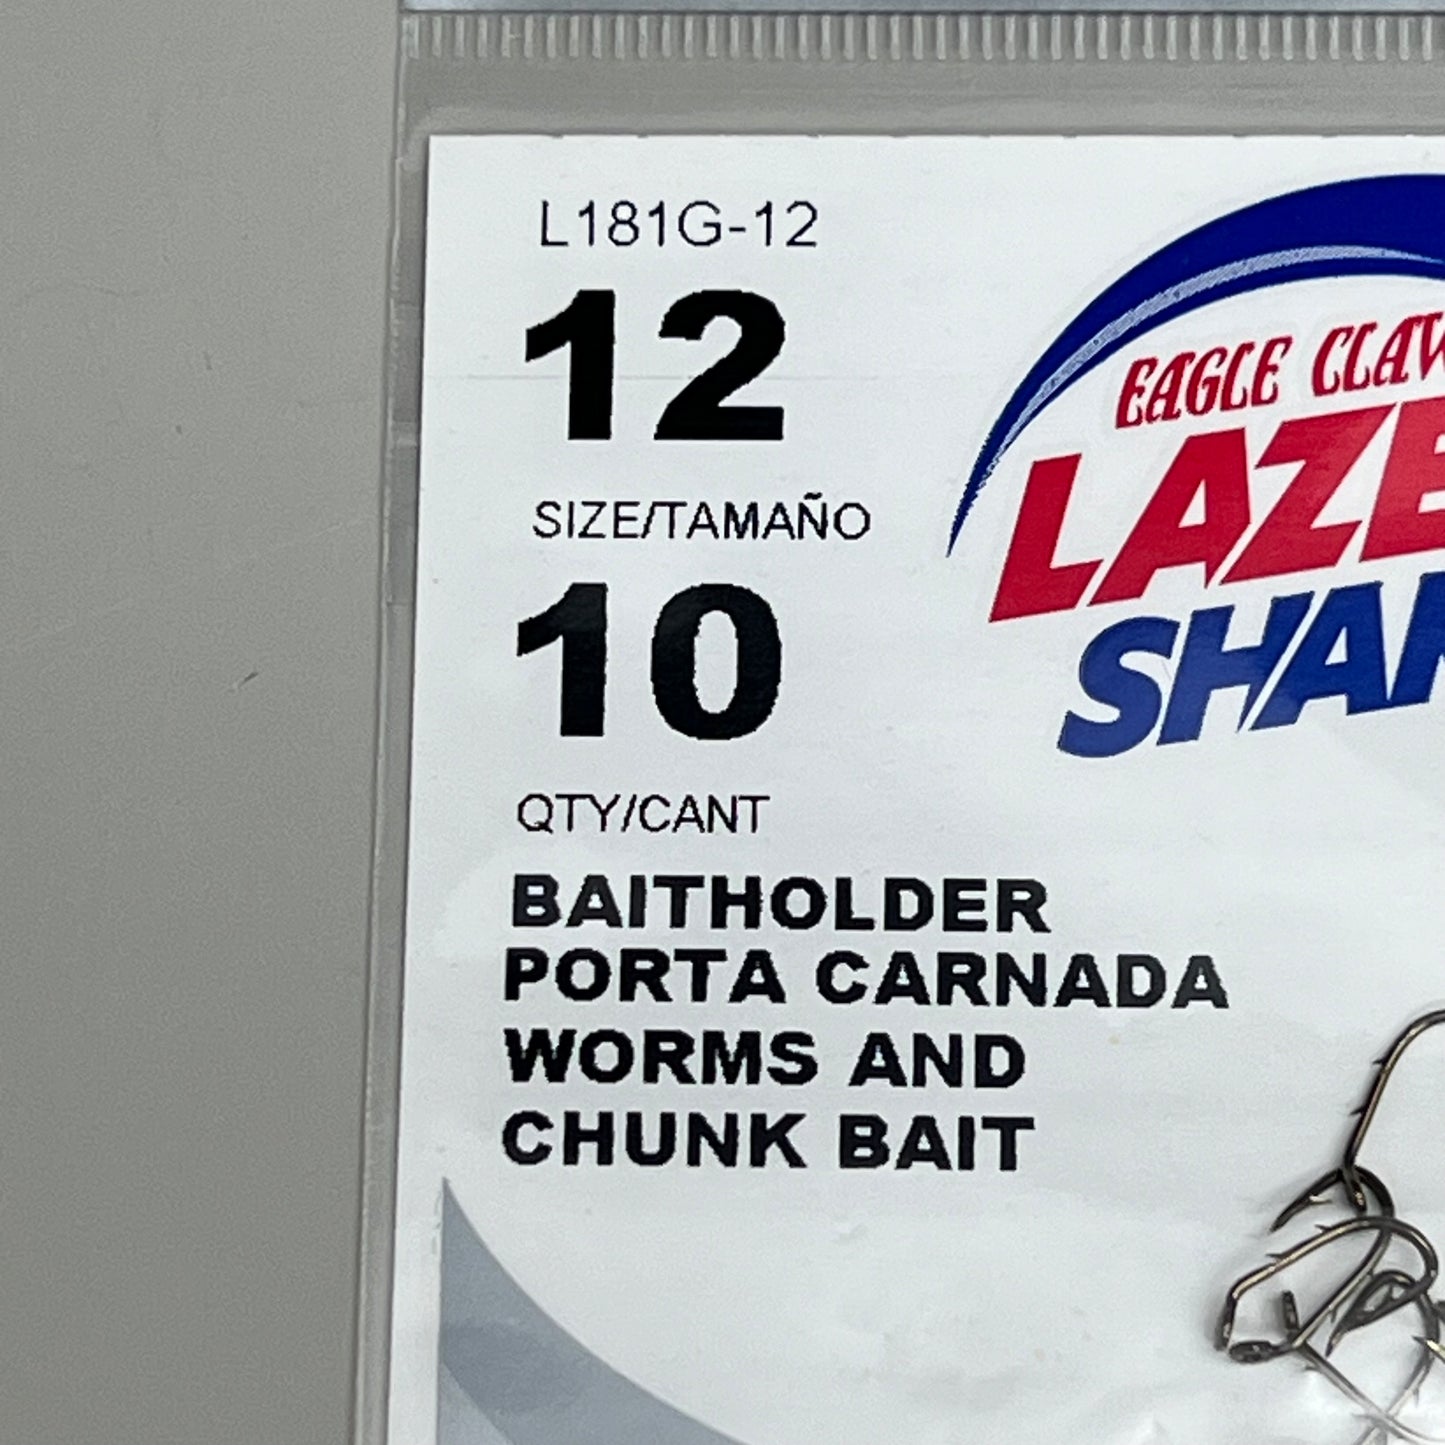 L181G-12
12
SIZE/TAMAÑO
10
QTY/CANT
BAITHOLDER
PORTA CARNADA
WORMS AND
CHUNK BAIT
EAGLE CLAW